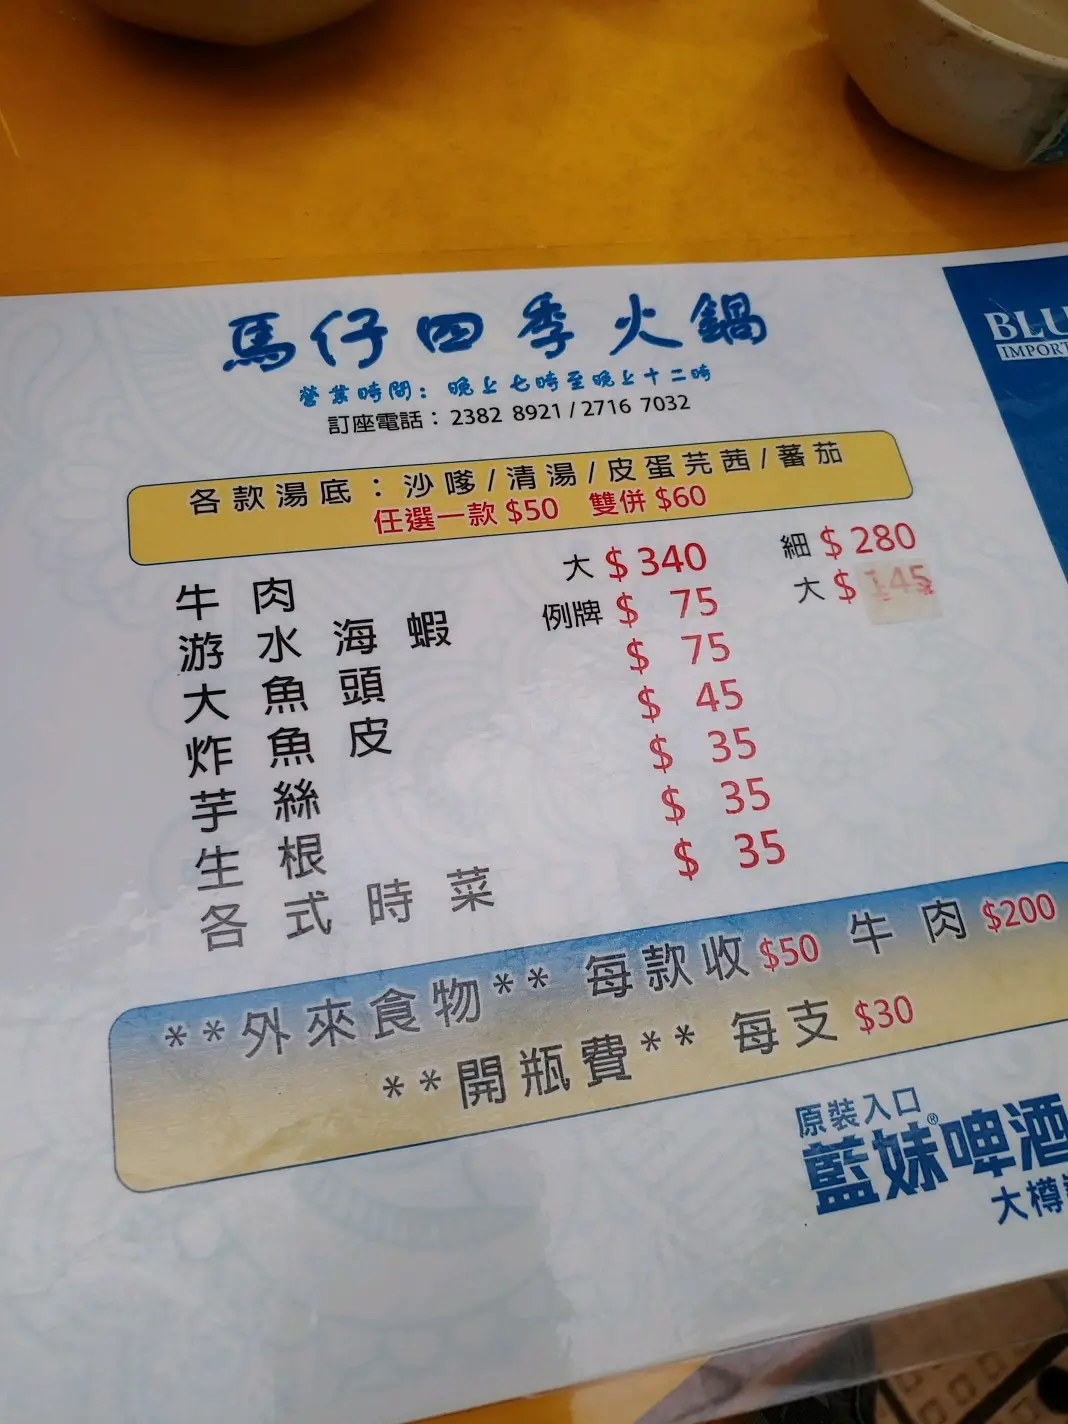 馬仔四季火鍋
營業時間：晚上七時至晚上十二時
訂座電話：2382 8921 / 2716 7032
BLU
IMPORT
各款湯底：沙嗲/清湯/皮蛋芫茜/蕃茄
任選一款 $50 雙併 $60
牛肉 大 $340 細 $280
游水海蝦 例牌 $ 75 大 $ 145
大魚頭 $ 75
炸魚皮 $ 45
芋絲 $ 35
生根 $ 35
各式時菜 $ 35
**外來食物** 每款收 $50 牛肉 $200
**開瓶費** 每支 $30
原裝入口
藍妹®啤酒
大樽